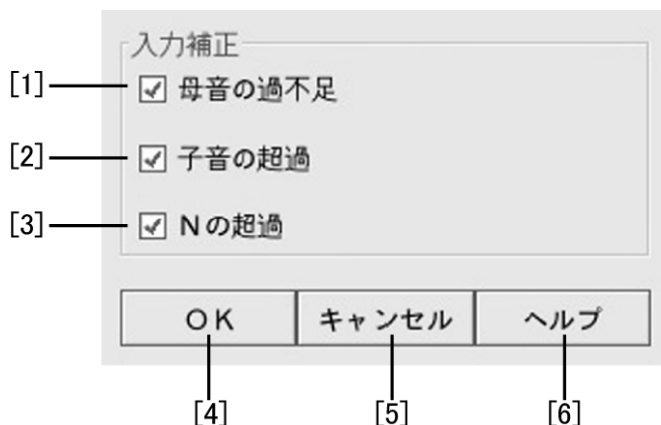 入力補正
[1] 母音の過不足
[2] 子音の超過
[3] Nの超過
OK キャンセル ヘルプ
[4] [5] [6]